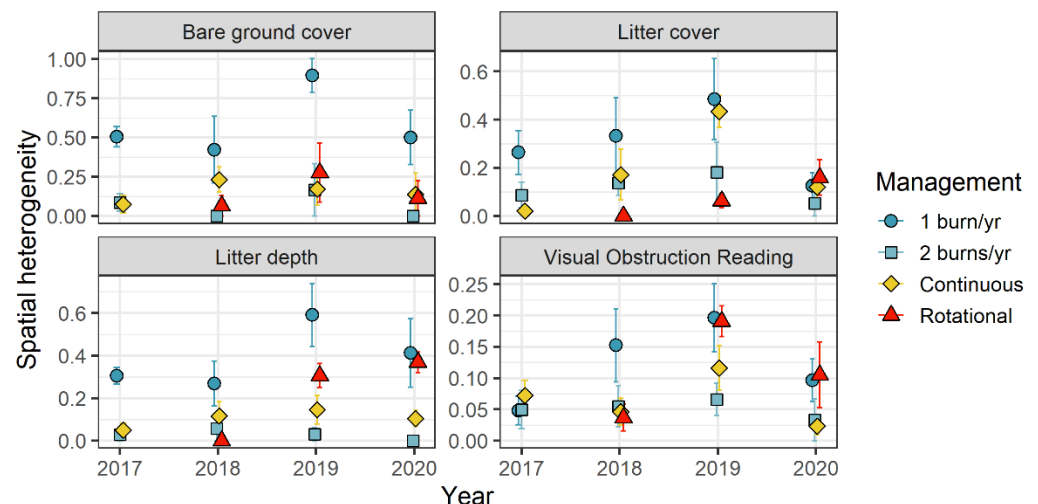 Bare ground cover
Litter cover
1.00
0.75
0.50
0.25
0.00
0.6
0.4
0.2
0.0
Litter depth
Visual Obstruction Reading
0.6
0.4
0.2
0.0
0.25
0.20
0.15
0.10
0.05
0.00
2017 2018 2019 2020
2017 2018 2019 2020
Year
Spatial heterogeneity
Management
1 burn/yr
2 burns/yr
Continuous
Rotational